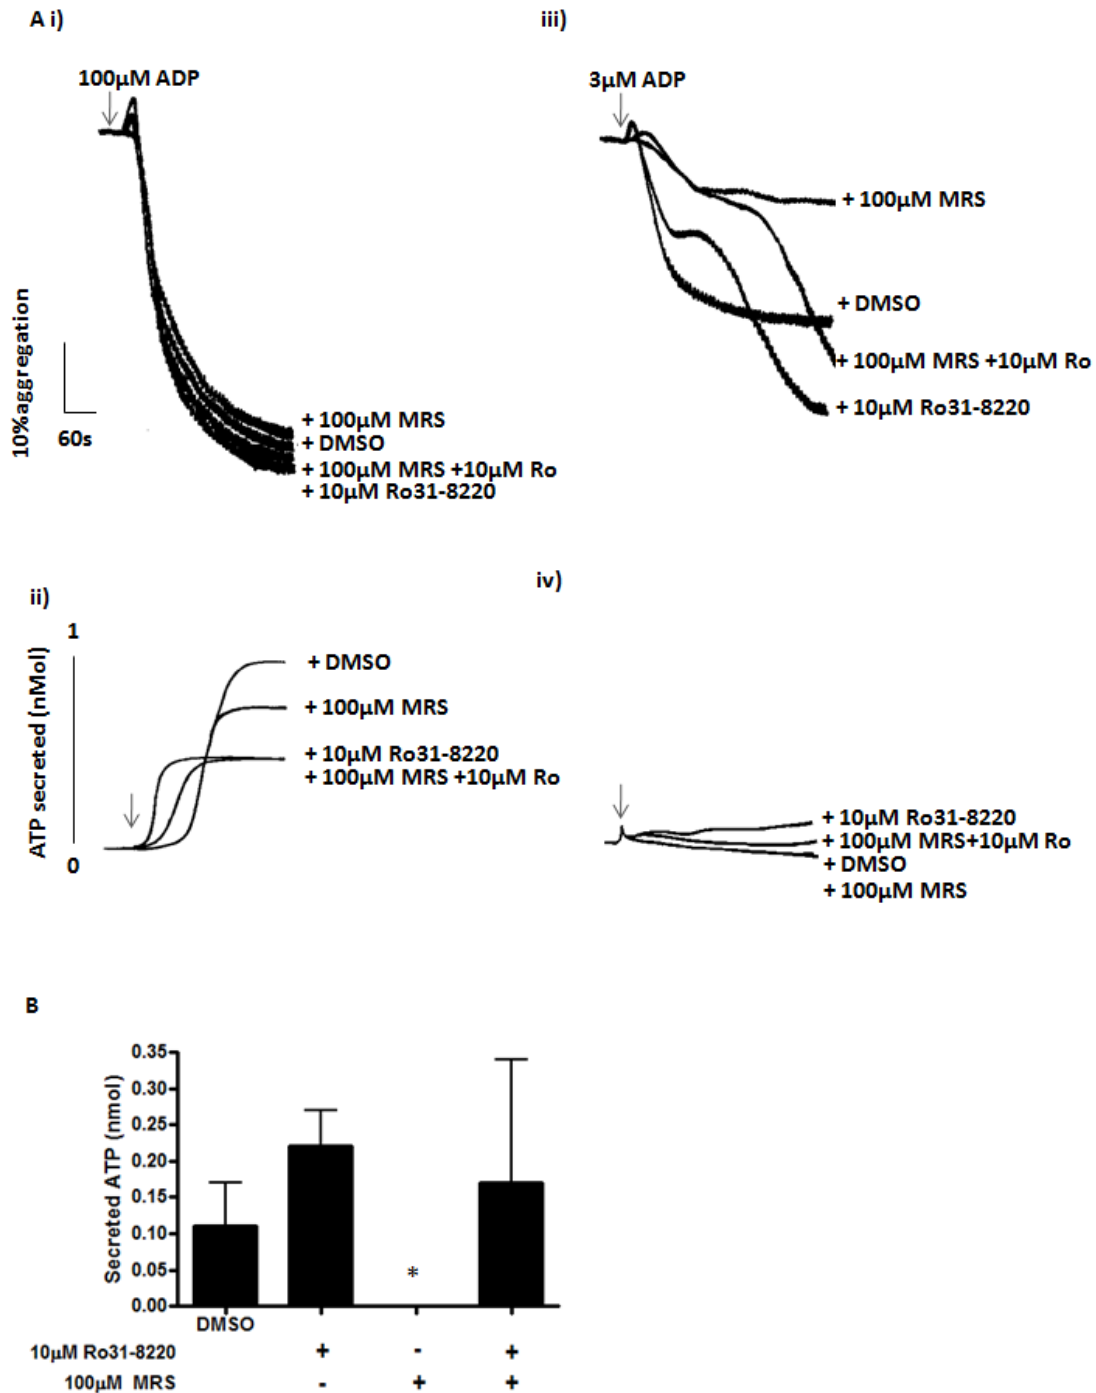 A i)
100µM ADP
10%aggregation
60s
+ 100µM MRS
+ DMSO
+ 100µM MRS +10µM Ro
+ 10µM Ro31-8220
iii)
3µM ADP
+ 100µM MRS
+ DMSO
+ 100µM MRS +10µM Ro
+ 10µM Ro31-8220
ii)
1
ATP secreted (nMol)
0
+ DMSO
+ 100µM MRS
+ 10µM Ro31-8220
+ 100µM MRS +10µM Ro
iv)
+ 10µM Ro31-8220
+ 100µM MRS+10µM Ro
+ DMSO
+ 100µM MRS
B
Secreted ATP (nmol)
0.35
0.30
0.25
0.20
0.15
0.10
0.05
0.00
*
DMSO
10µM Ro31-8220 + - +
100µM MRS - + +